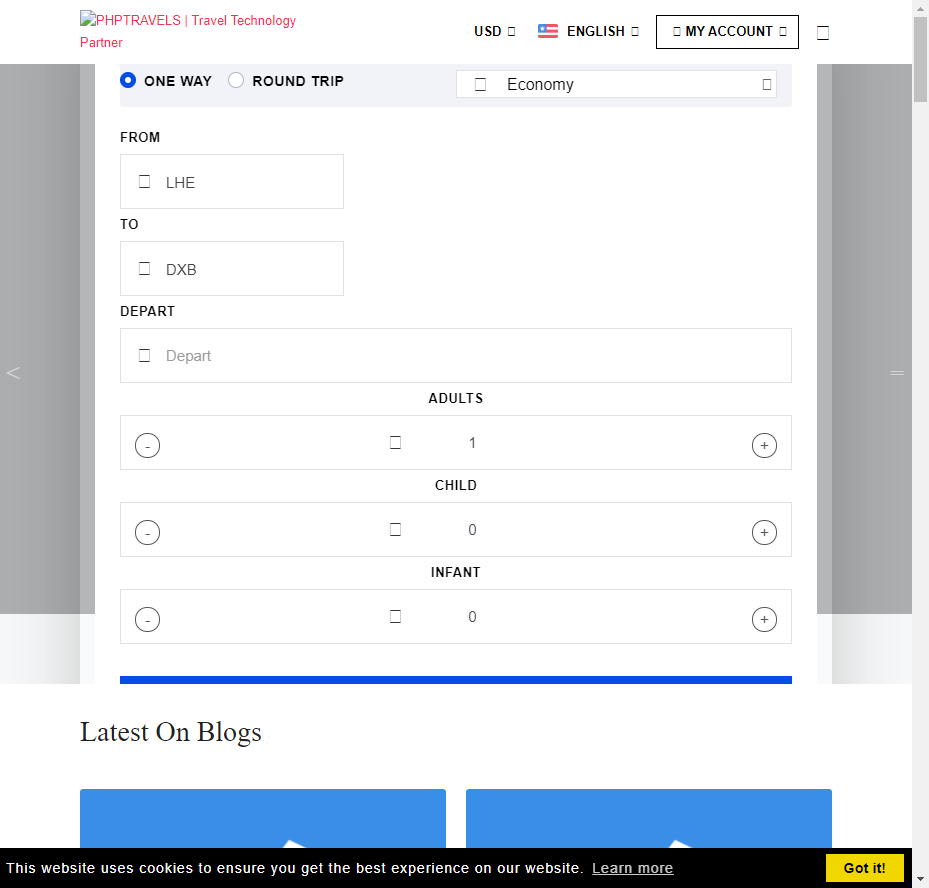 PHPTRAVELS | Travel Technology
Partner
USD
ENGLISH
MY ACCOUNT
ONE WAY
ROUND TRIP
Economy
FROM
LHE
TO
DXB
DEPART
Depart
ADULTS
- 1 +
CHILD
- 0 +
INFANT
- 0 +
< =
Latest On Blogs
This website uses cookies to ensure you get the best experience on our website. Learn more
Got it!